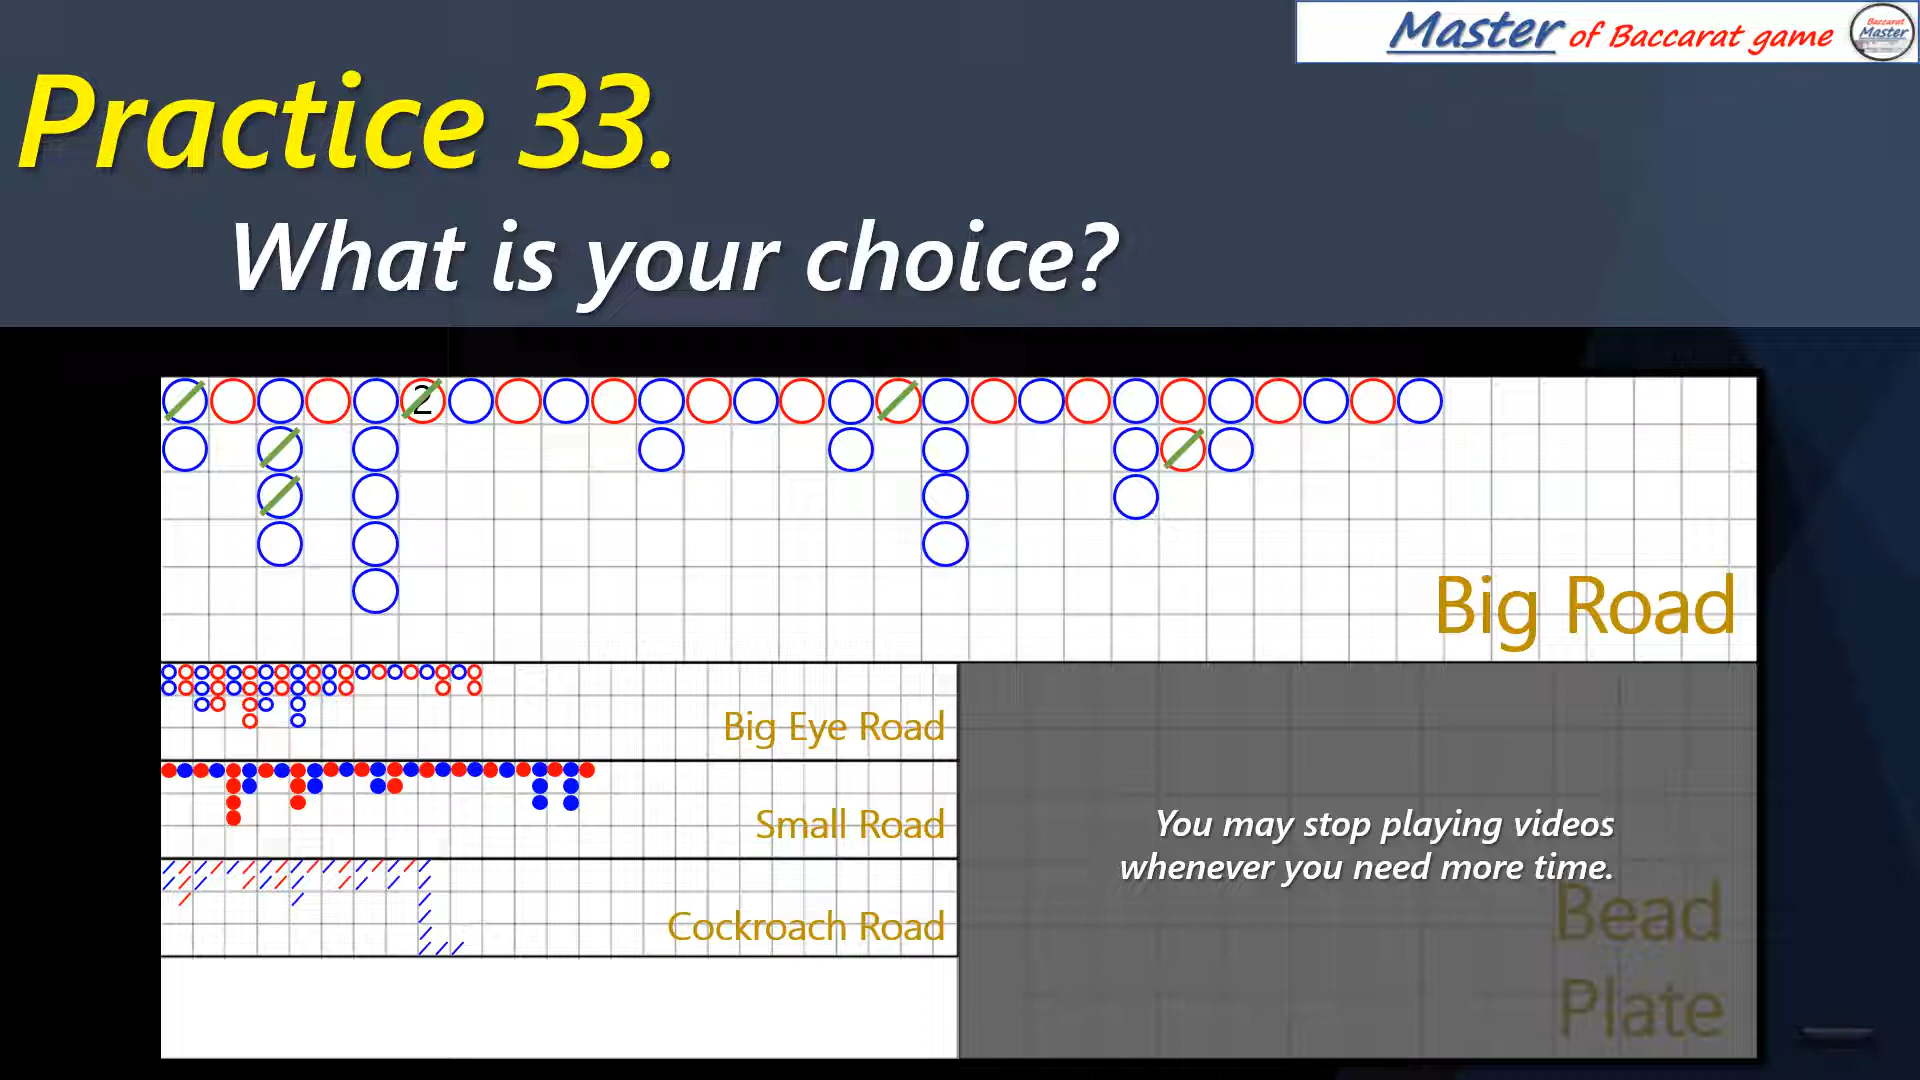 Master of Baccarat game
Baccarat
Master
Practice 33.
What is your choice?
2
Big Road
Big Eye Road
Small Road
Cockroach Road
You may stop playing videos
whenever you need more time.
Bead
Plate